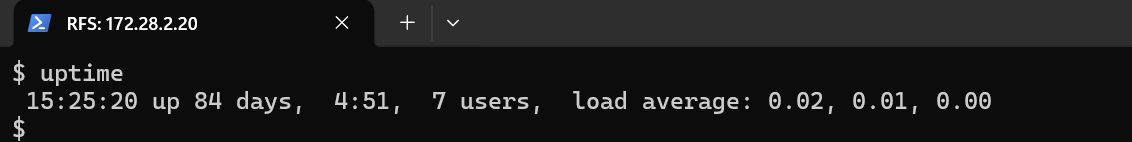 RFS: 172.28.2.20
$ uptime
 15:25:20 up 84 days,  4:51,  7 users,  load average: 0.02, 0.01, 0.00
$